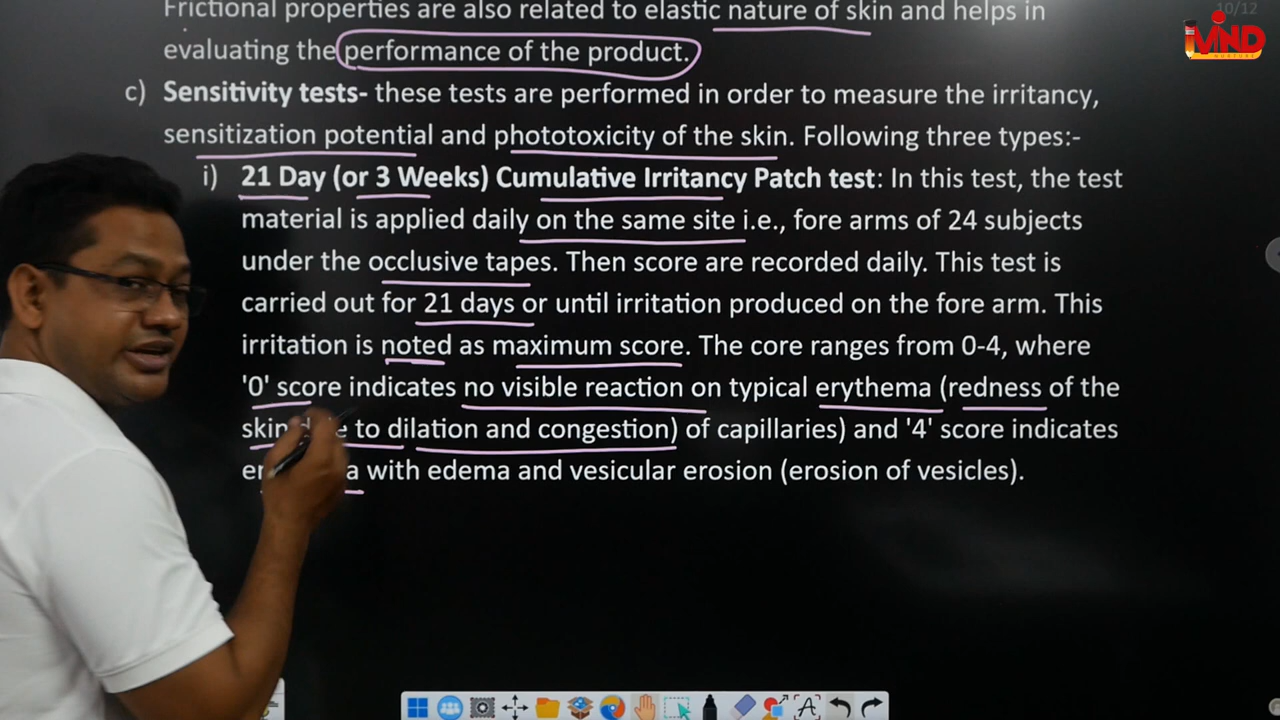 Frictional properties are also related to elastic nature of skin and helps in
10/12
MIND
evaluating the performance of the product.
c) Sensitivity tests- these tests are performed in order to measure the irritancy,
sensitization potential and phototoxicity of the skin. Following three types:-
i) 21 Day (or 3 Weeks) Cumulative Irritancy Patch test: In this test, the test
material is applied daily on the same site i.e., fore arms of 24 subjects
under the occlusive tapes. Then score are recorded daily. This test is
carried out for 21 days or until irritation produced on the fore arm. This
irritation is noted as maximum score. The core ranges from 0-4, where
'0' score indicates no visible reaction on typical erythema (redness of the
skin to dilation and congestion) of capillaries) and '4' score indicates
with edema and vesicular erosion (erosion of vesicles).